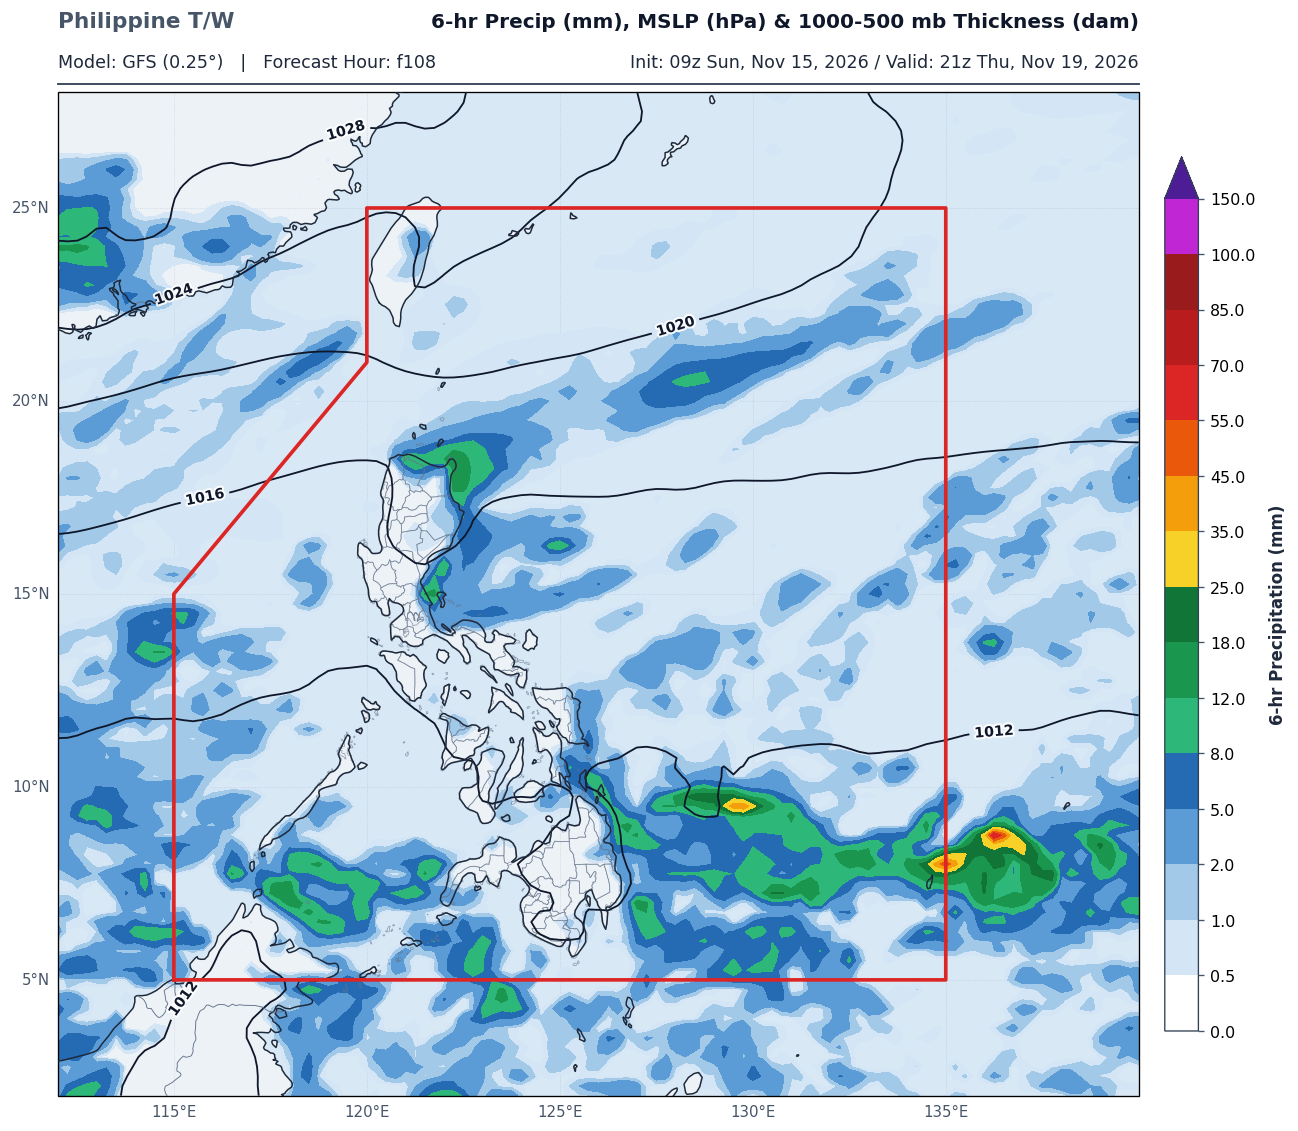 Philippine T/W
6-hr Precip (mm), MSLP (hPa) & 1000-500 mb Thickness (dam)
Model: GFS (0.25°) | Forecast Hour: f108
Init: 09z Sun, Nov 15, 2026 / Valid: 21z Thu, Nov 19, 2026
1028
1024
1020
1016
1012
1012
25°N
20°N
15°N
10°N
5°N
115°E
120°E
125°E
130°E
135°E
150.0
100.0
85.0
70.0
55.0
45.0
35.0
25.0
18.0
12.0
8.0
5.0
2.0
1.0
0.5
0.0
6-hr Precipitation (mm)